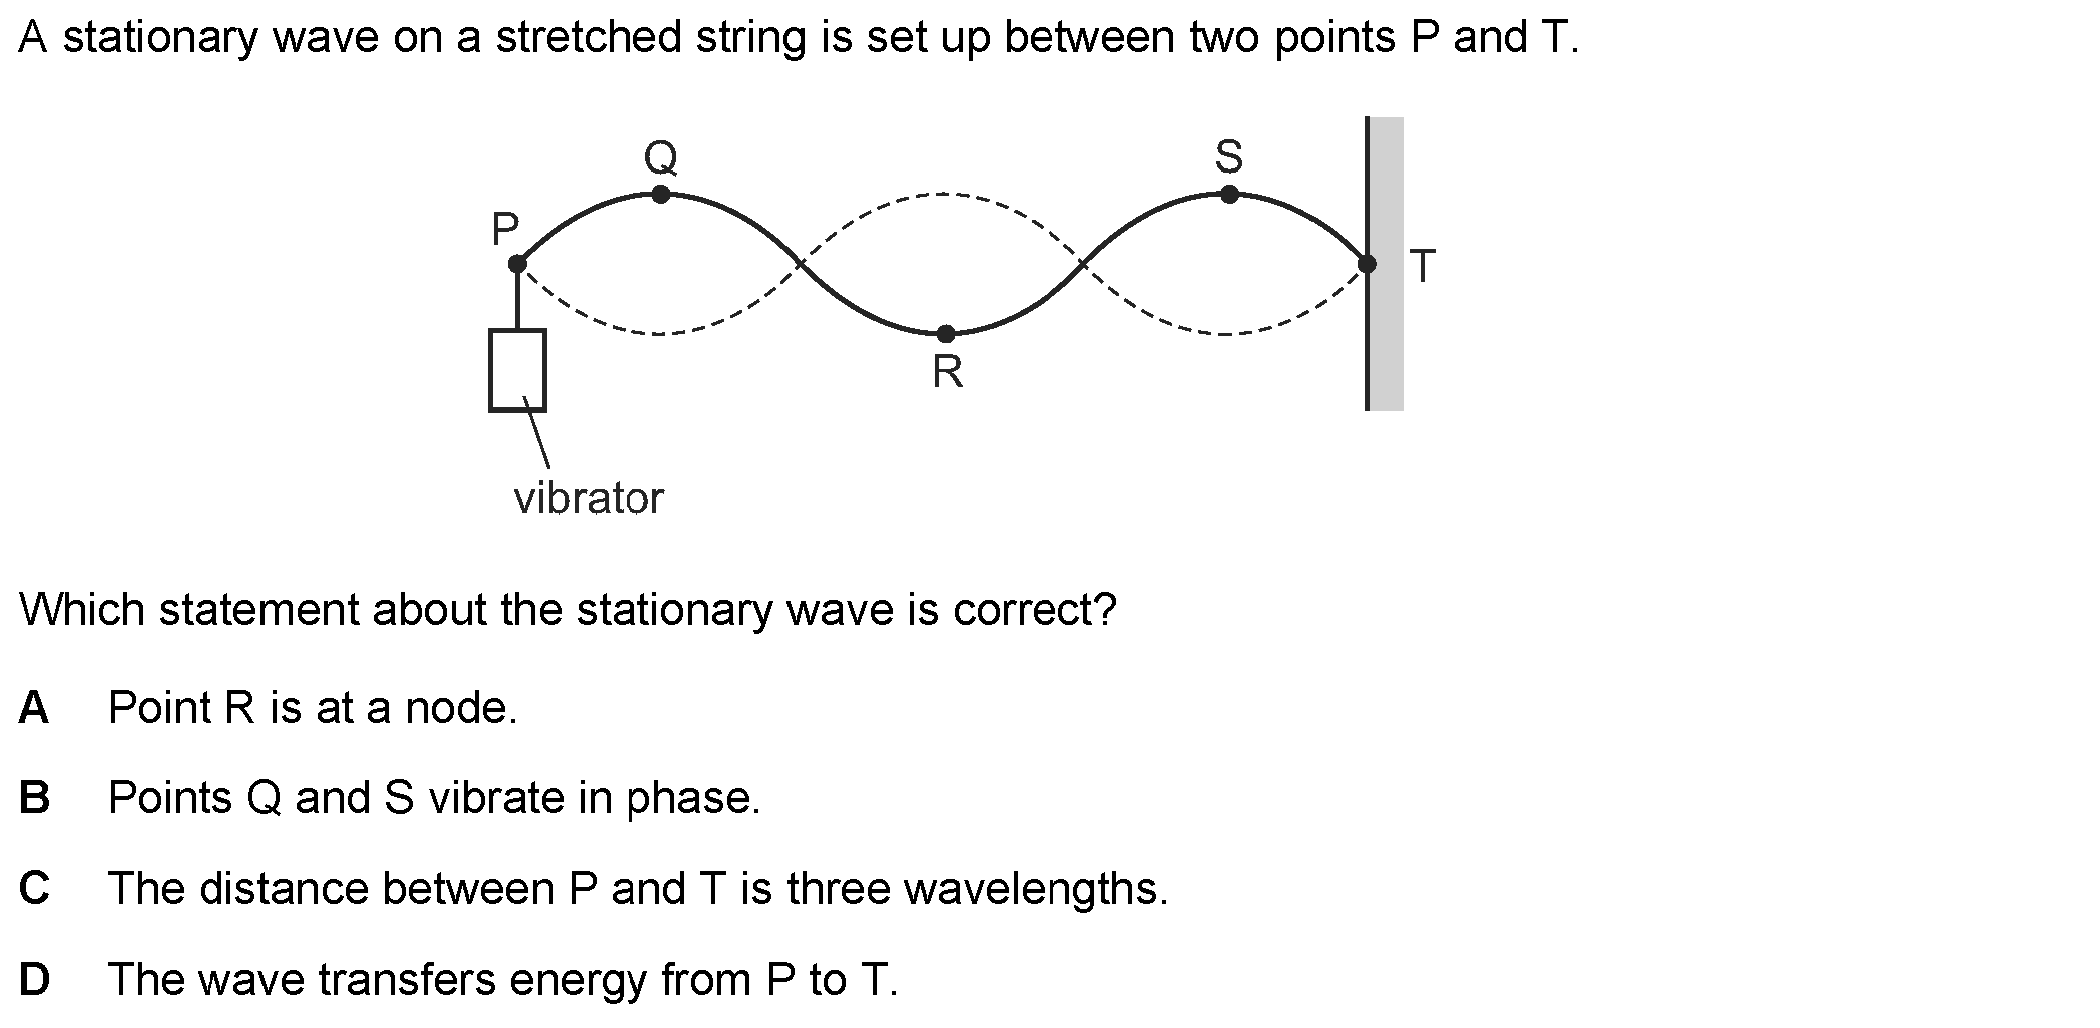 A stationary wave on a stretched string is set up between two points P and T.
Q
S
P
T
R
vibrator
Which statement about the stationary wave is correct?
A Point R is at a node.
B Points Q and S vibrate in phase.
C The distance between P and T is three wavelengths.
D The wave transfers energy from P to T.